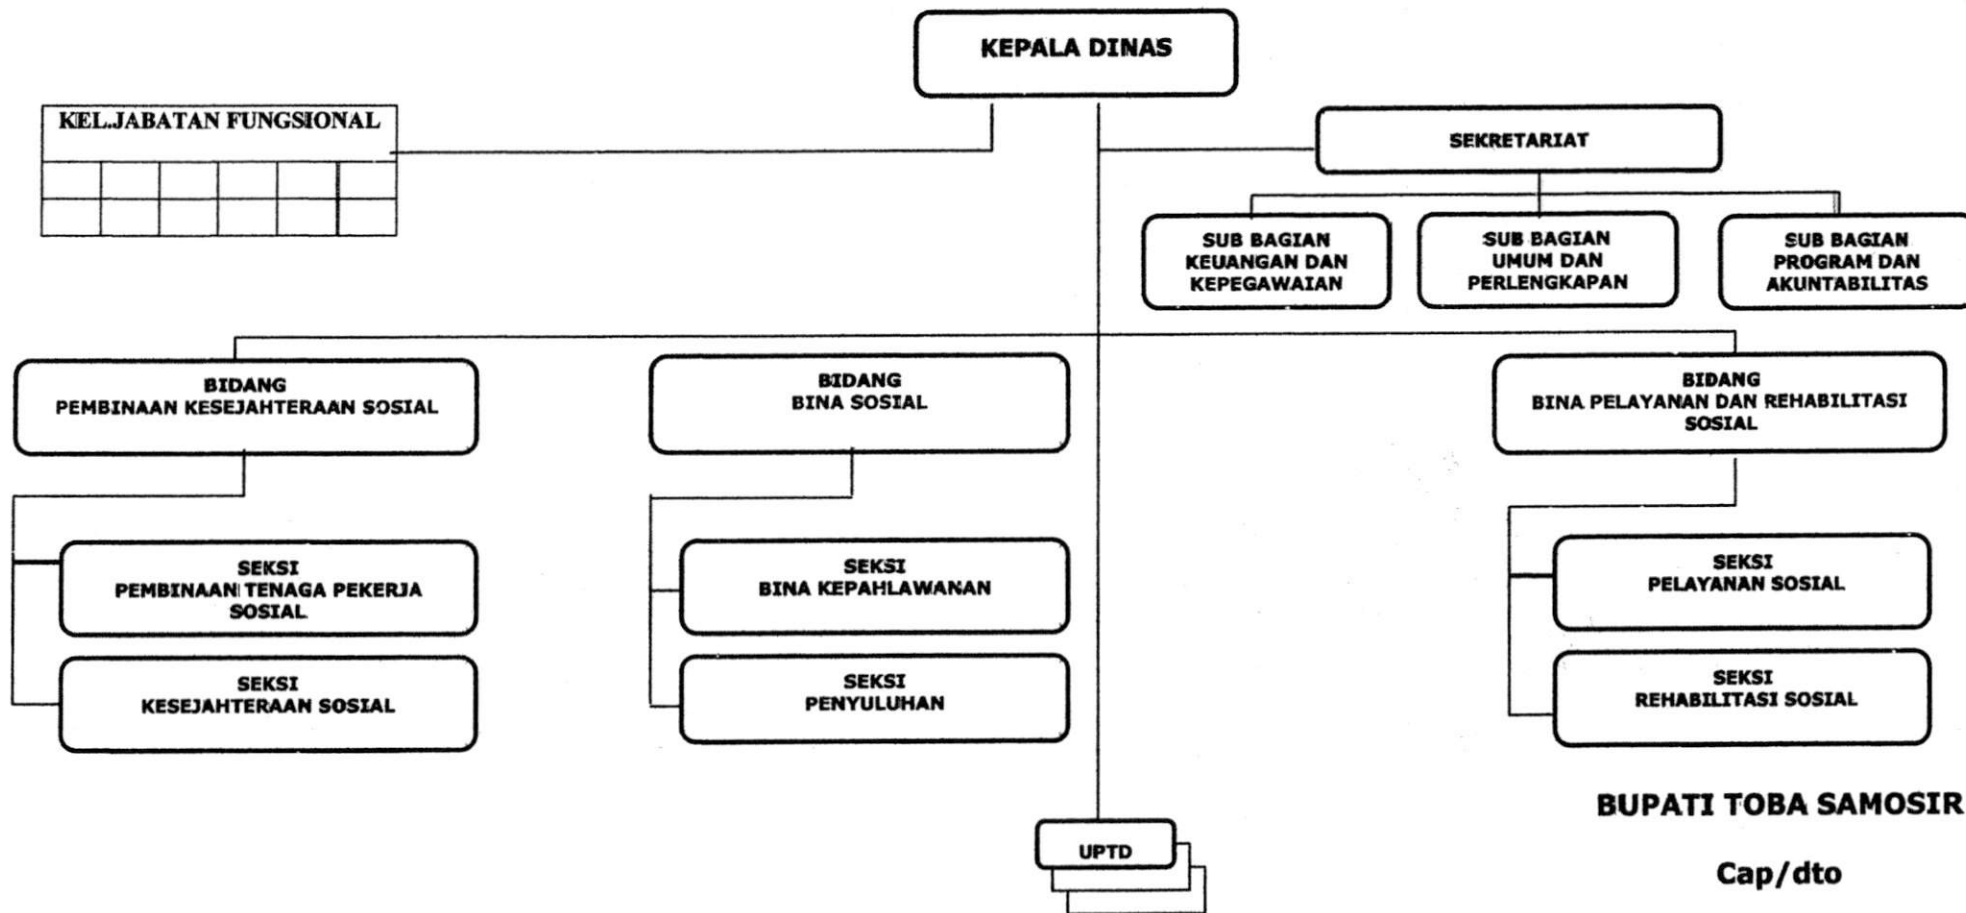 KEPALA DINAS
KEL.JABATAN FUNGSIONAL
SEKRETARIAT
SUB BAGIAN
KEUANGAN DAN
KEPEGAWAIAN
SUB BAGIAN
UMUM DAN
PERLENGKAPAN
SUB BAGIAN
PROGRAM DAN
AKUNTABILITAS
BIDANG
PEMBINAAN KESEJAHTERAAN SOSIAL
BIDANG
BINA SOSIAL
BIDANG
BINA PELAYANAN DAN REHABILITASI
SOSIAL
SEKSI
PEMBINAAN TENAGA PEKERJA
SOSIAL
SEKSI
KESEJAHTERAAN SOSIAL
SEKSI
BINA KEPAHLAWANAN
SEKSI
PENYULUHAN
SEKSI
PELAYANAN SOSIAL
SEKSI
REHABILITASI SOSIAL
UPTD
BUPATI TOBA SAMOSIR
Cap/dto